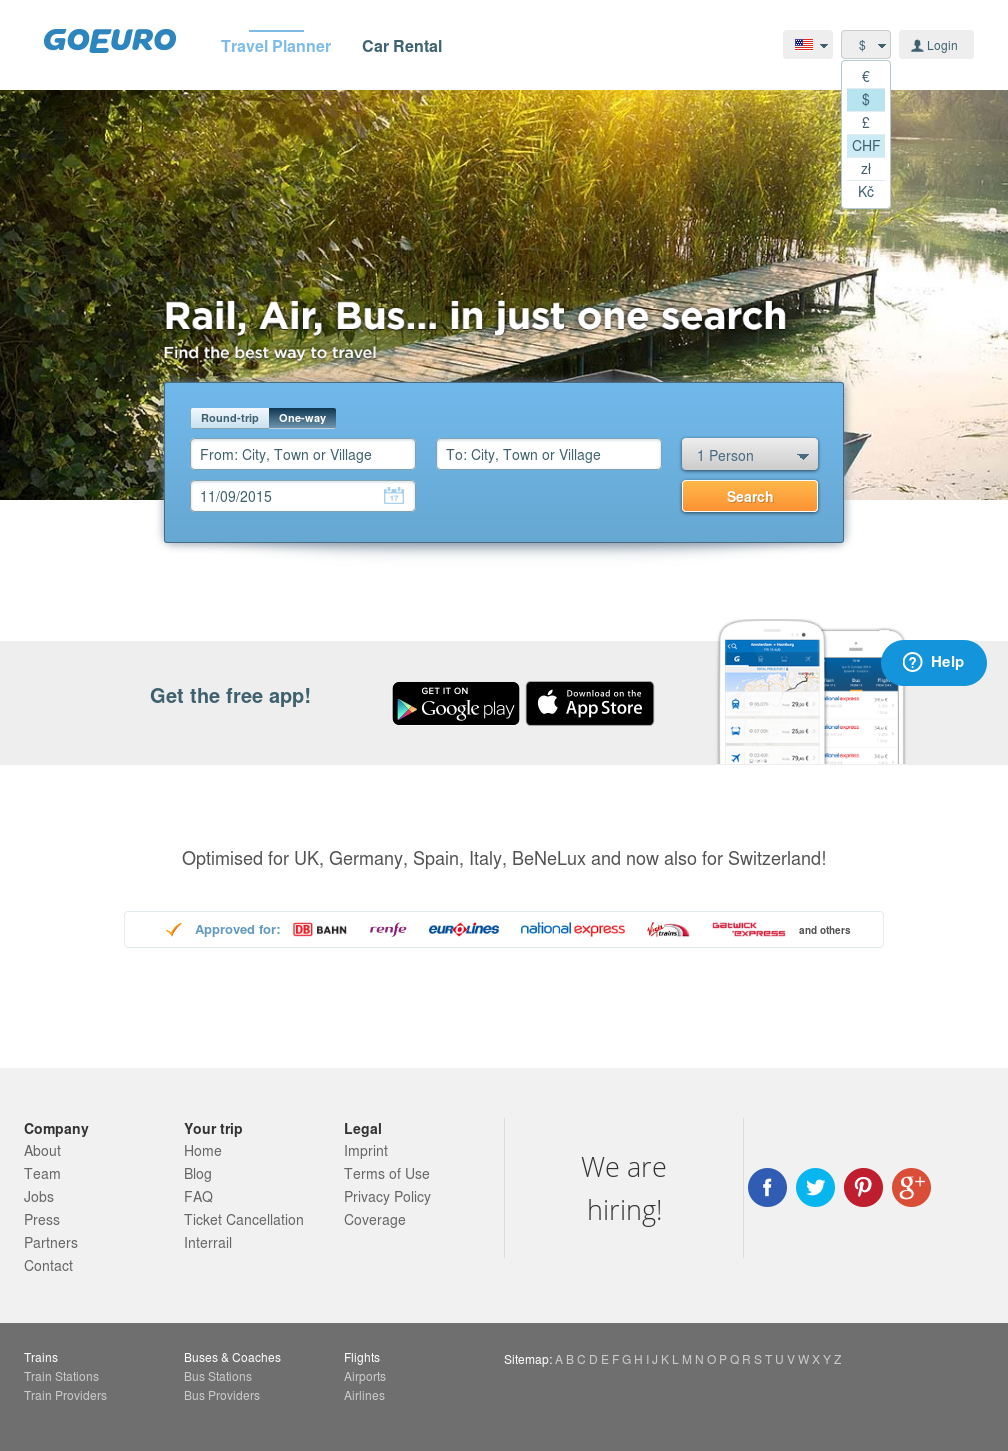 GOEURO
Travel Planner
Car Rental
$
Login
€
$
£
CHF
zł
Kč
Rail, Air, Bus... in just one search
Find the best way to travel
Round-trip
One-way
From: City, Town or Village
To: City, Town or Village
1 Person
11/09/2015
17
Search
Get the free app!
GET IT ON
Google play
Download on the
App Store
Help
Optimised for UK, Germany, Spain, Italy, BeNeLux and now also for Switzerland!
Approved for:
DB BAHN
renfe
eurolines
national express
Virgin trains
Gatwick express
and others
Company
About
Team
Jobs
Press
Partners
Contact
Your trip
Home
Blog
FAQ
Ticket Cancellation
Interrail
Legal
Imprint
Terms of Use
Privacy Policy
Coverage
We are
hiring!
Trains
Train Stations
Train Providers
Buses & Coaches
Bus Stations
Bus Providers
Flights
Airports
Airlines
Sitemap: A B C D E F G H I J K L M N O P Q R S T U V W X Y Z